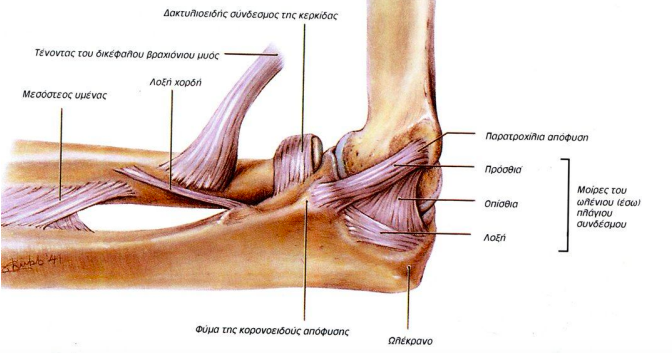 Δακτυλιοειδής σύνδεσμος της κερκίδας
Τένοντας του δικέφαλου βραχιόνιου μυός
Λοξή χορδή
Μεσόστεος υμένας
Παρατροχίλια απόφυση
Πρόσθια
Οπίσθια
Λοξή
Μοίρες του
ωλένιου (έσω)
πλάγιου
συνδέσμου
Φύμα της κορονοειδούς απόφυσης
Ωλέκρανο